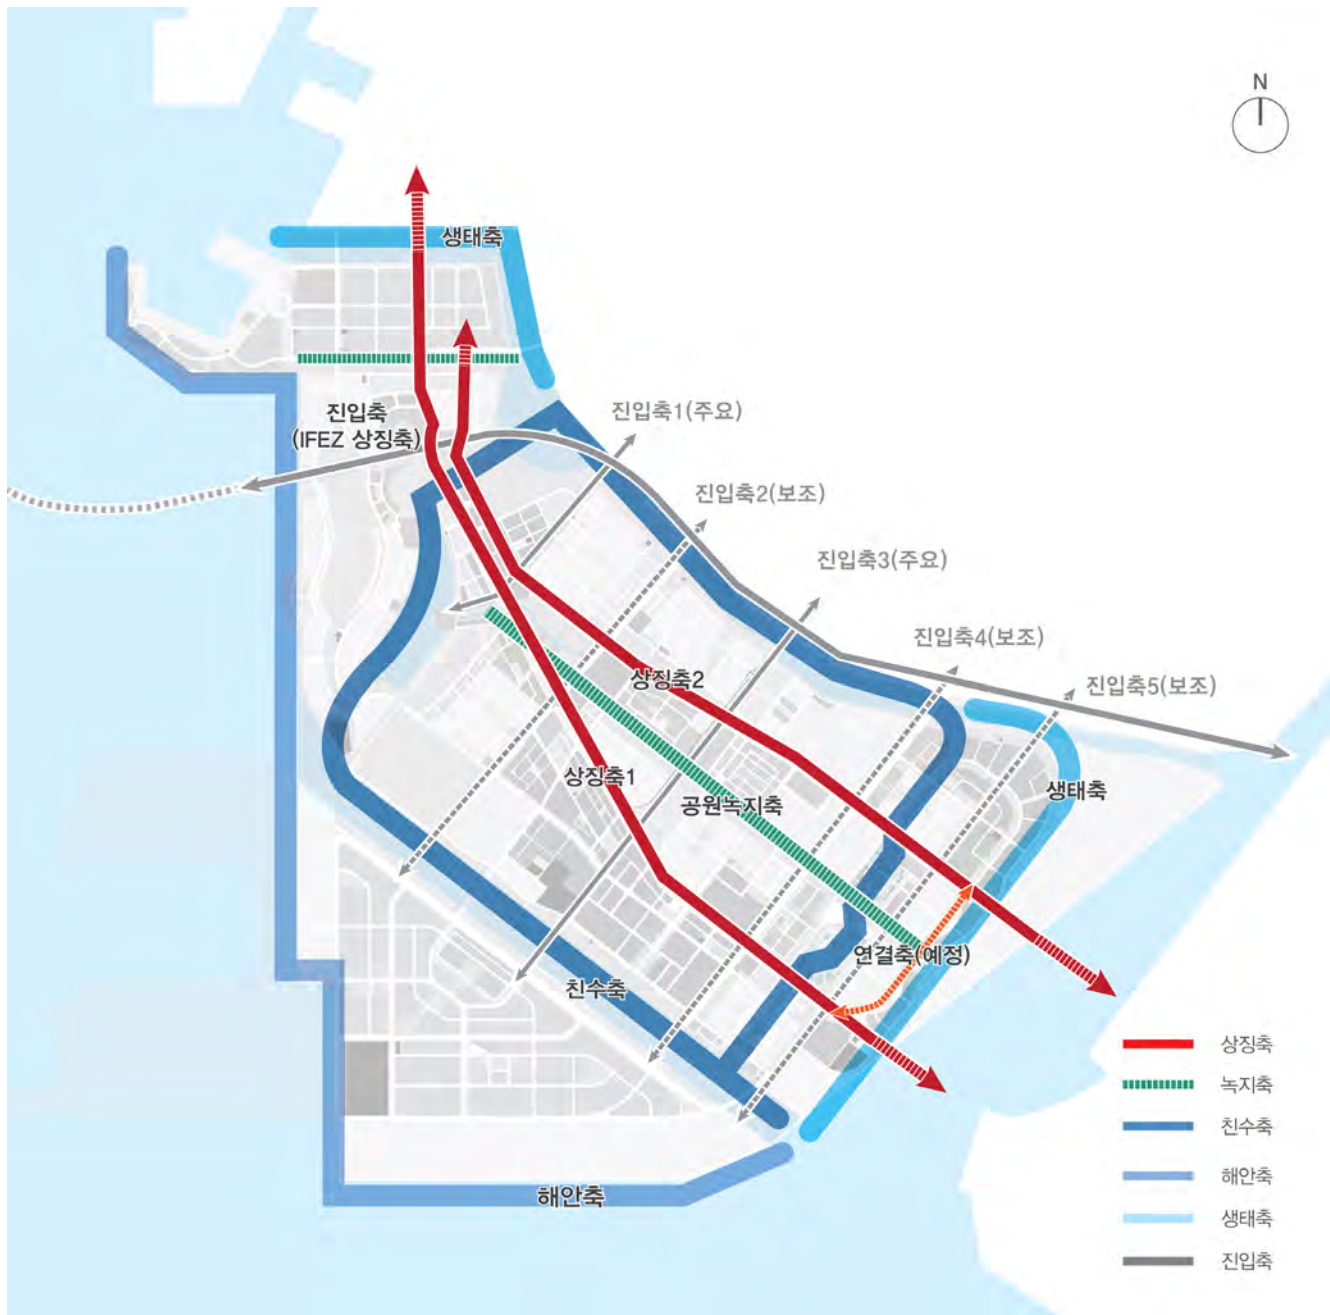 N
생태축
진입축
(IFEZ 상징축)
진입축1(주요)
진입축2(보조)
진입축3(주요)
진입축4(보조)
진입축5(보조)
상징축2
상징축1
공원녹지축
생태축
연결축(예정)
친수축
해안축
상징축
녹지축
친수축
해안축
생태축
진입축